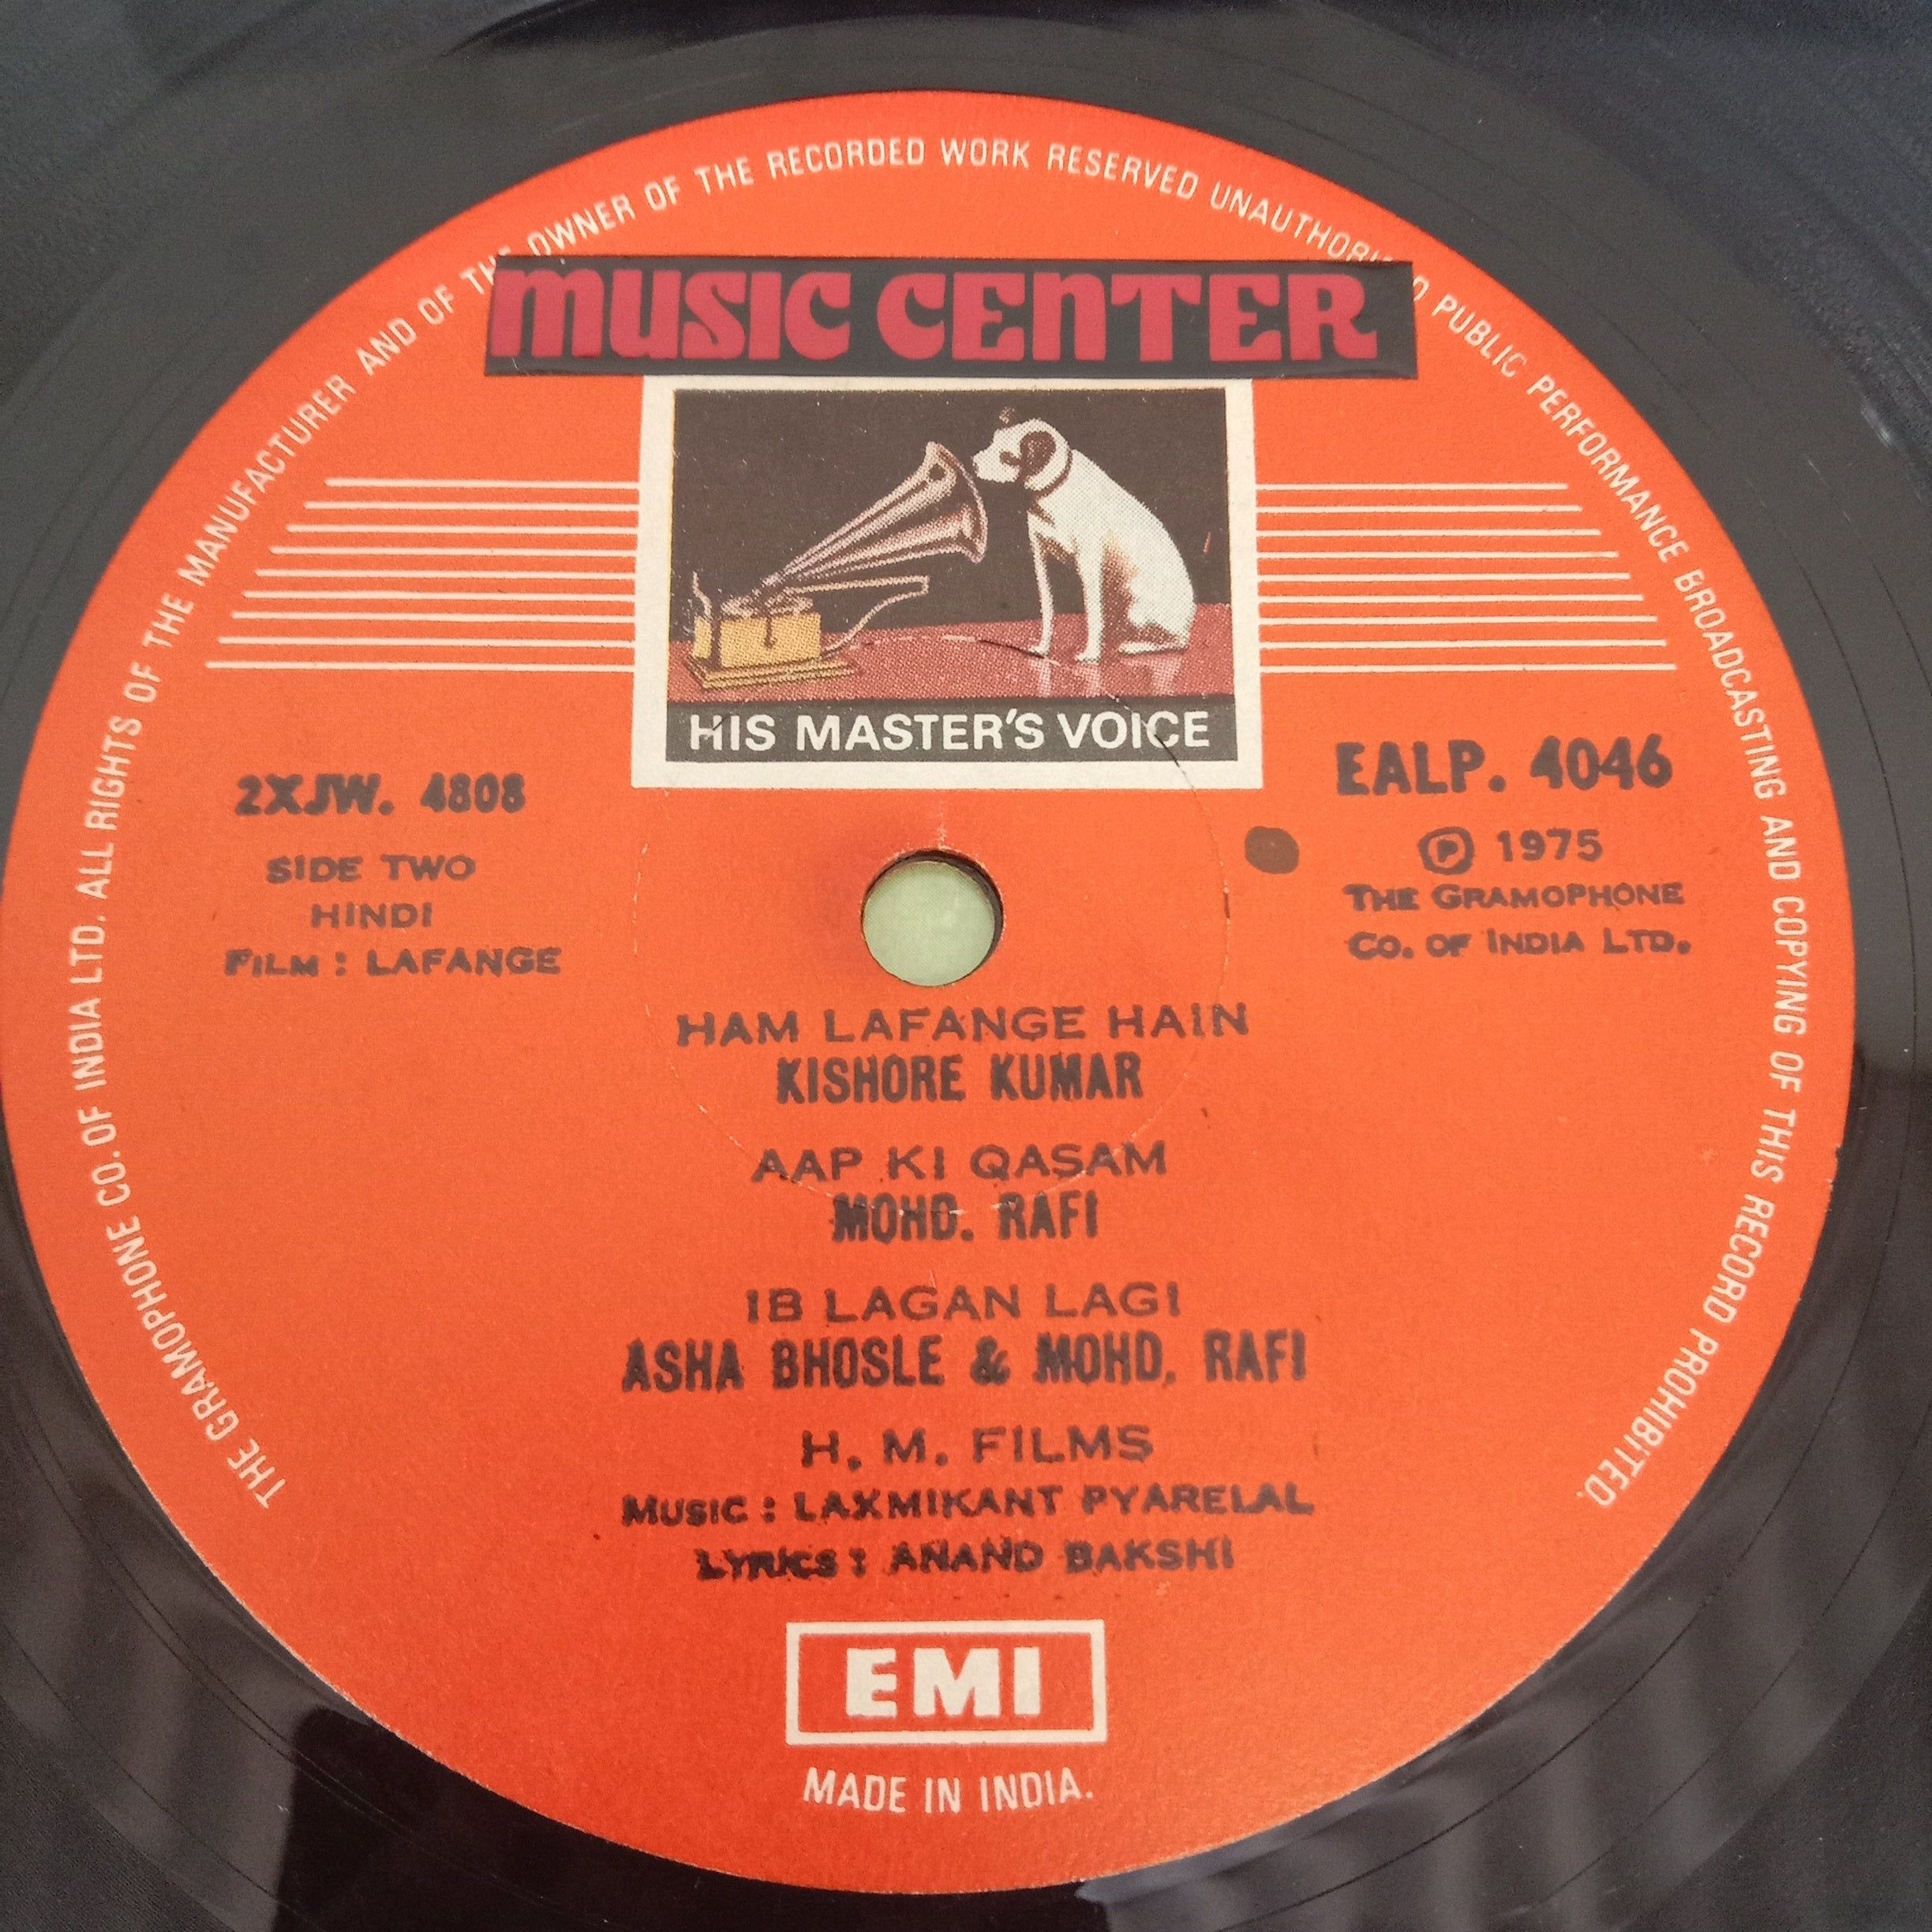 THE GRAMOPHONE CO. OF INDIA LTD. ALL RIGHTS OF THE MANUFACTURER AND OF THE OWNER OF THE RECORDED WORK RESERVED PUBLIC PERFORMANCE BROADCASTING AND COPYING OF THIS RECORD PROHIBITED.
MUSIC CENTER
HIS MASTER'S VOICE
2XJW. 4808
SIDE TWO
HINDI
FILM : LAFANGE
EALP. 4046
Ⓟ 1975
THE GRAMOPHONE
CO. OF INDIA LTD.
HAM LAFANGE HAIN
KISHORE KUMAR
AAP KI QASAM
MOHD. RAFI
IB LAGAN LAGI
ASHA BHOSLE & MOHD. RAFI
H. M. FILMS
MUSIC : LAXMIKANT PYARELAL
LYRICS : ANAND BAKSHI
EMI
MADE IN INDIA.